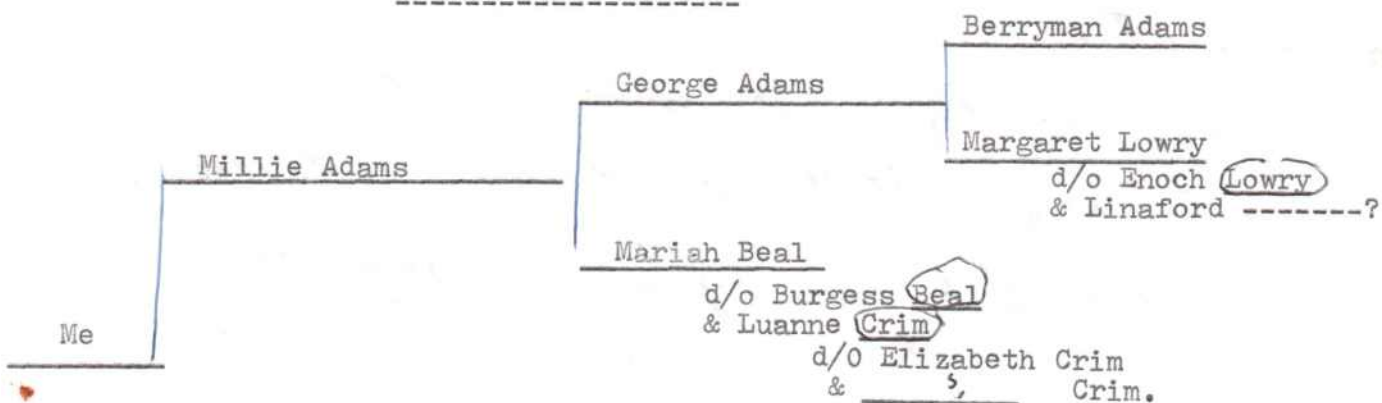 --------------------
Berryman Adams
George Adams
Margaret Lowry
d/o Enoch Lowry
& Linaford -------?
Millie Adams
Mariah Beal
d/o Burgess Beal
& Luanne Crim
d/O Elizabeth Crim
& ______ Crim.
Me